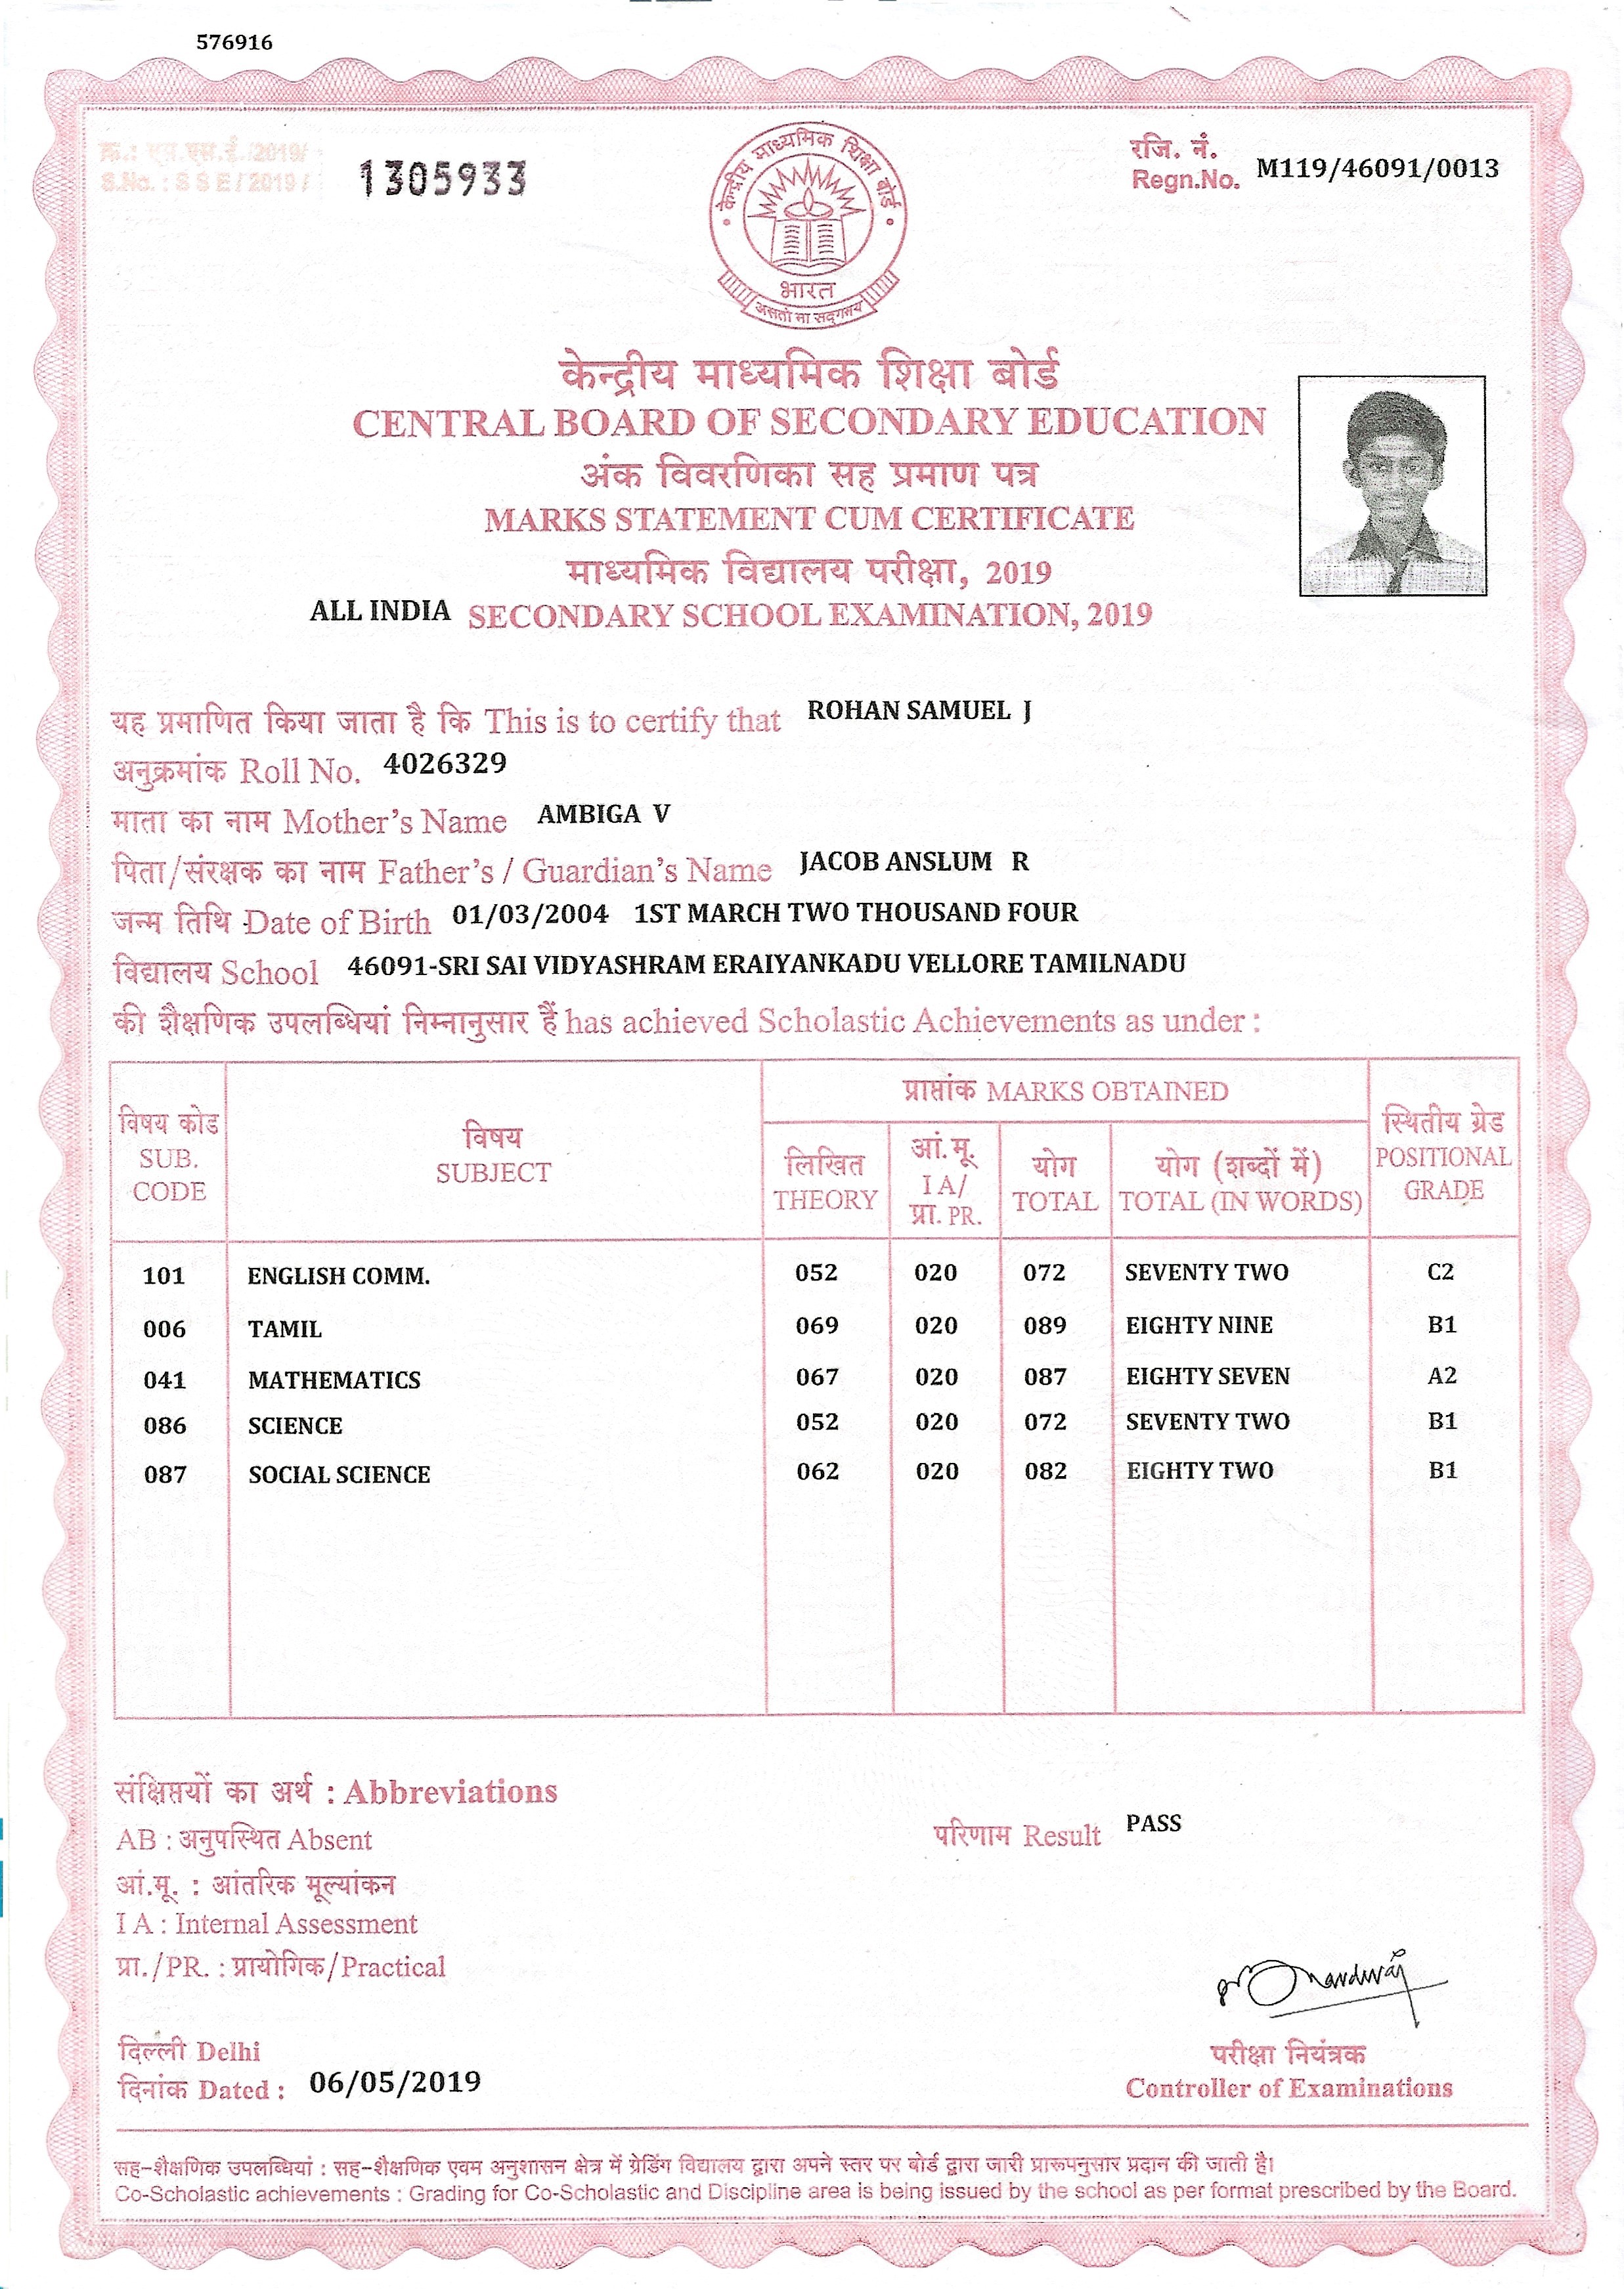 576916
क्र.: एस.एस.ई./2019/
S.No. : S S E / 2019 / 1305933
रजि. नं.
Regn.No. M119/46091/0013
केन्द्रीय माध्यमिक शिक्षा बोर्ड
भारत
असतो मा सद्गमय
केन्द्रीय माध्यमिक शिक्षा बोर्ड
CENTRAL BOARD OF SECONDARY EDUCATION
अंक विवरणिका सह प्रमाण पत्र
MARKS STATEMENT CUM CERTIFICATE
माध्यमिक विद्यालय परीक्षा, 2019
ALL INDIA SECONDARY SCHOOL EXAMINATION, 2019
यह प्रमाणित किया जाता है कि This is to certify that ROHAN SAMUEL J
अनुक्रमांक Roll No. 4026329
माता का नाम Mother's Name AMBIGA V
पिता/संरक्षक का नाम Father's / Guardian's Name JACOB ANSLUM R
जन्म तिथि Date of Birth 01/03/2004 1ST MARCH TWO THOUSAND FOUR
विद्यालय School 46091-SRI SAI VIDYASHRAM ERAIYANKADU VELLORE TAMILNADU
की शैक्षणिक उपलब्धियां निम्नानुसार हैं has achieved Scholastic Achievements as under :
विषय कोड
SUB.
CODE
विषय
SUBJECT
प्राप्तांक MARKS OBTAINED
लिखित
THEORY
आं.मू.
I A/
प्रा. PR.
योग
TOTAL
योग (शब्दों में)
TOTAL (IN WORDS)
स्थितीय ग्रेड
POSITIONAL
GRADE
101 ENGLISH COMM. 052 020 072 SEVENTY TWO C2
006 TAMIL 069 020 089 EIGHTY NINE B1
041 MATHEMATICS 067 020 087 EIGHTY SEVEN A2
086 SCIENCE 052 020 072 SEVENTY TWO B1
087 SOCIAL SCIENCE 062 020 082 EIGHTY TWO B1
संक्षिप्तयों का अर्थ : Abbreviations
AB : अनुपस्थित Absent
आं.मू. : आंतरिक मूल्यांकन
I A : Internal Assessment
प्रा./PR. : प्रायोगिक/Practical
परिणाम Result PASS
दिल्ली Delhi
दिनांक Dated : 06/05/2019
परीक्षा नियंत्रक
Controller of Examinations
सह-शैक्षणिक उपलब्धियां : सह-शैक्षणिक एवम अनुशासन क्षेत्र में ग्रेडिंग विद्यालय द्वारा अपने स्तर पर बोर्ड द्वारा जारी प्रारूपनुसार प्रदान की जाती है।
Co-Scholastic achievements : Grading for Co-Scholastic and Discipline area is being issued by the school as per format prescribed by the Board.